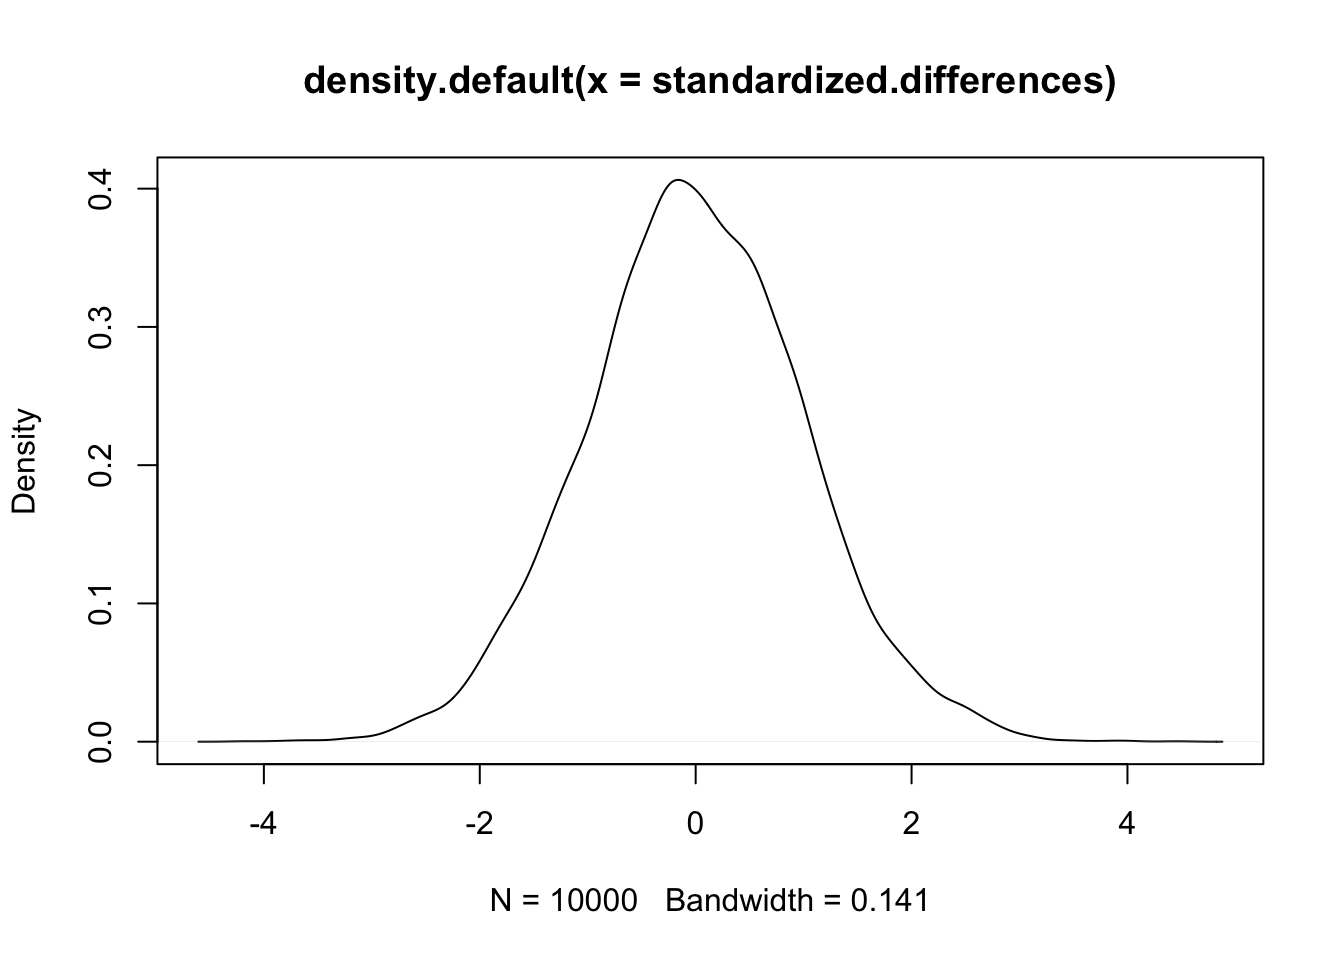 density.default(x = standardized.differences)
Density
0.4
0.3
0.2
0.1
0.0
-4 -2 0 2 4
N = 10000 Bandwidth = 0.141